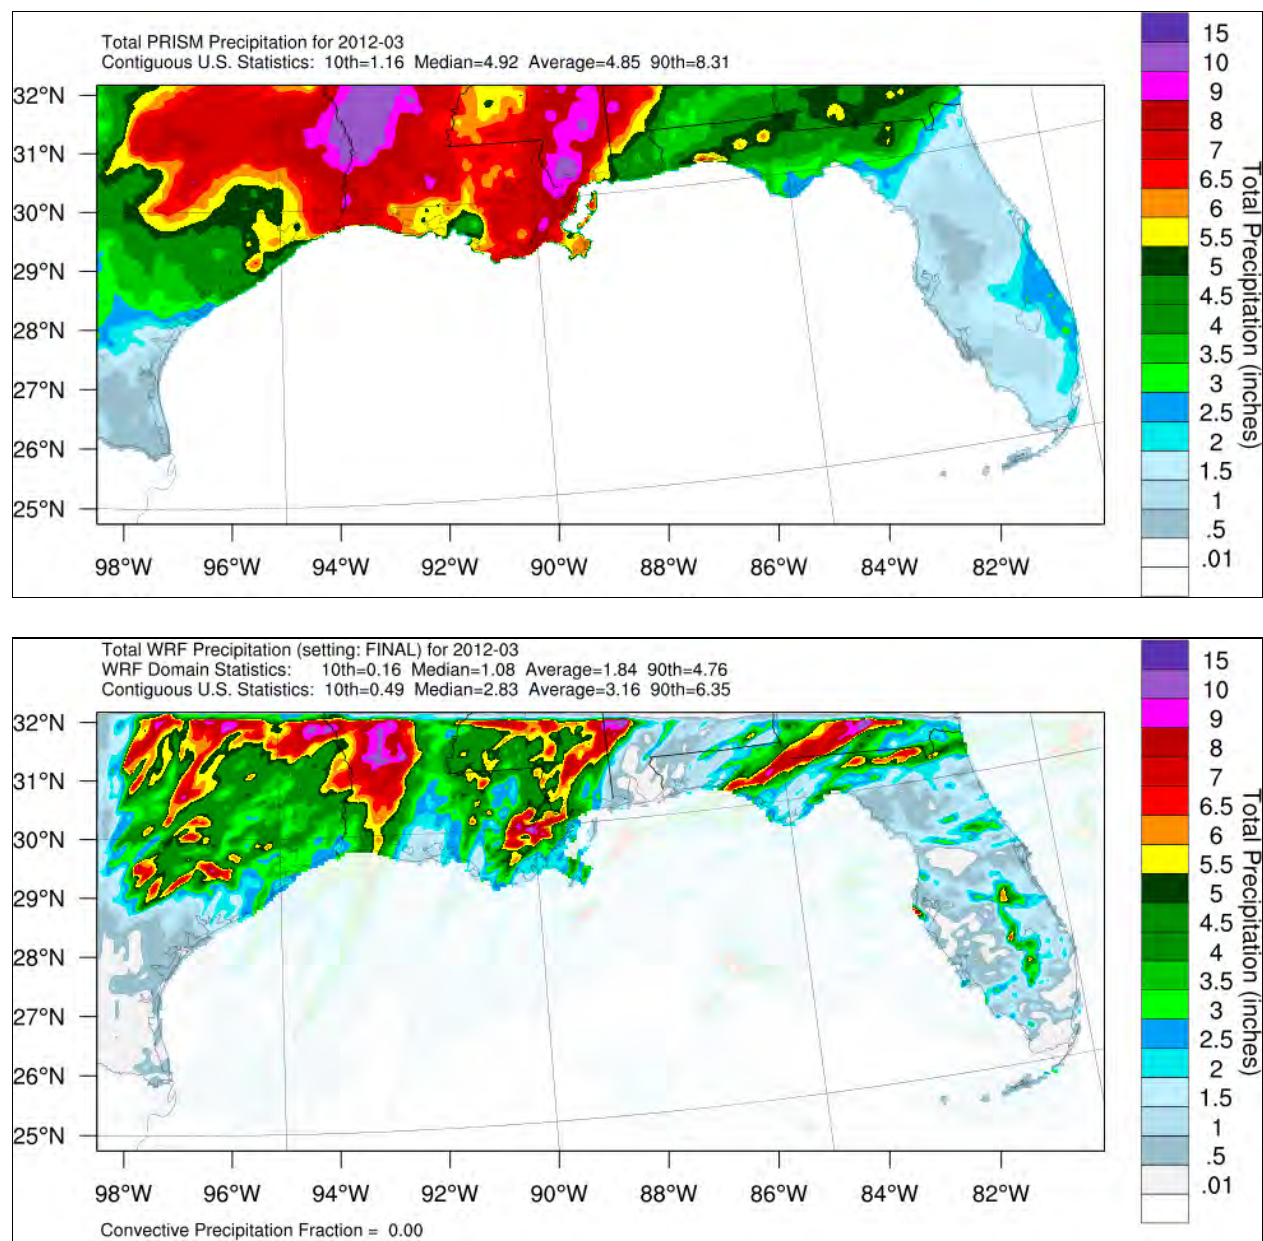 Total PRISM Precipitation for 2012-03
Contiguous U.S. Statistics: 10th=1.16 Median=4.92 Average=4.85 90th=8.31
32°N
31°N
30°N
29°N
28°N
27°N
26°N
25°N
98°W 96°W 94°W 92°W 90°W 88°W 86°W 84°W 82°W
15
10
9
8
7
6.5
6
5.5
5
4.5
4
3.5
3
2.5
2
1.5
1
.5
.01
Total Precipitation (inches)
Total WRF Precipitation (setting: FINAL) for 2012-03
WRF Domain Statistics: 10th=0.16 Median=1.08 Average=1.84 90th=4.76
Contiguous U.S. Statistics: 10th=0.49 Median=2.83 Average=3.16 90th=6.35
32°N
31°N
30°N
29°N
28°N
27°N
26°N
25°N
98°W 96°W 94°W 92°W 90°W 88°W 86°W 84°W 82°W
15
10
9
8
7
6.5
6
5.5
5
4.5
4
3.5
3
2.5
2
1.5
1
.5
.01
Total Precipitation (inches)
Convective Precipitation Fraction = 0.00